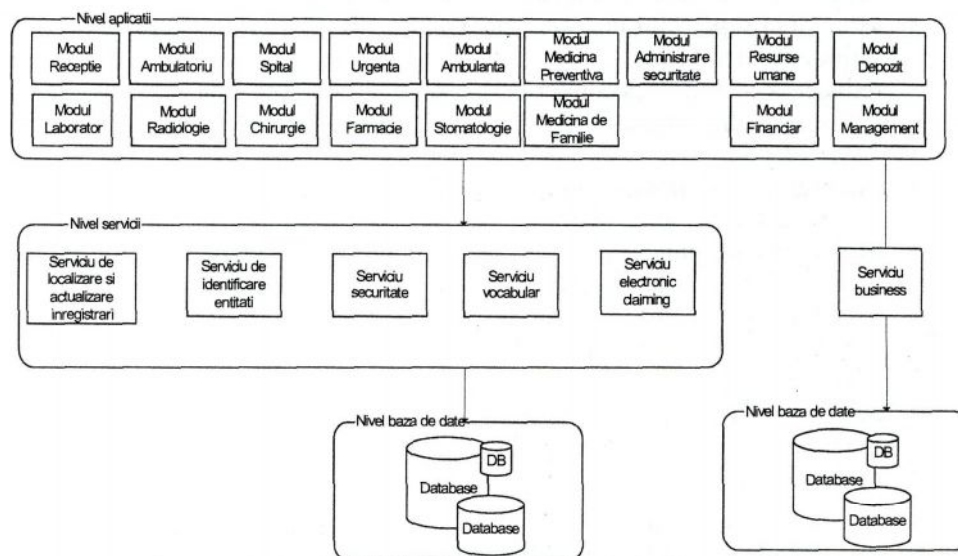 Nivel aplicatii
Modul
Receptie
Modul
Ambulatoriu
Modul
Spital
Modul
Urgenta
Modul
Ambulanta
Modul
Medicina
Preventiva
Modul
Administrare
securitate
Modul
Resurse
umane
Modul
Depozit
Modul
Laborator
Modul
Radiologie
Modul
Chirurgie
Modul
Farmacie
Modul
Stomatologie
Modul
Medicina de
Familie
Modul
Financiar
Modul
Management
Nivel servicii
Serviciu de
localizare si
actualizare
inregistrari
Serviciu de
identificare
entitati
Serviciu
securitate
Serviciu
vocabular
Serviciu
electronic
claiming
Serviciu
business
Nivel baza de date
DB
Database
Database
Nivel baza de date
DB
Database
Database